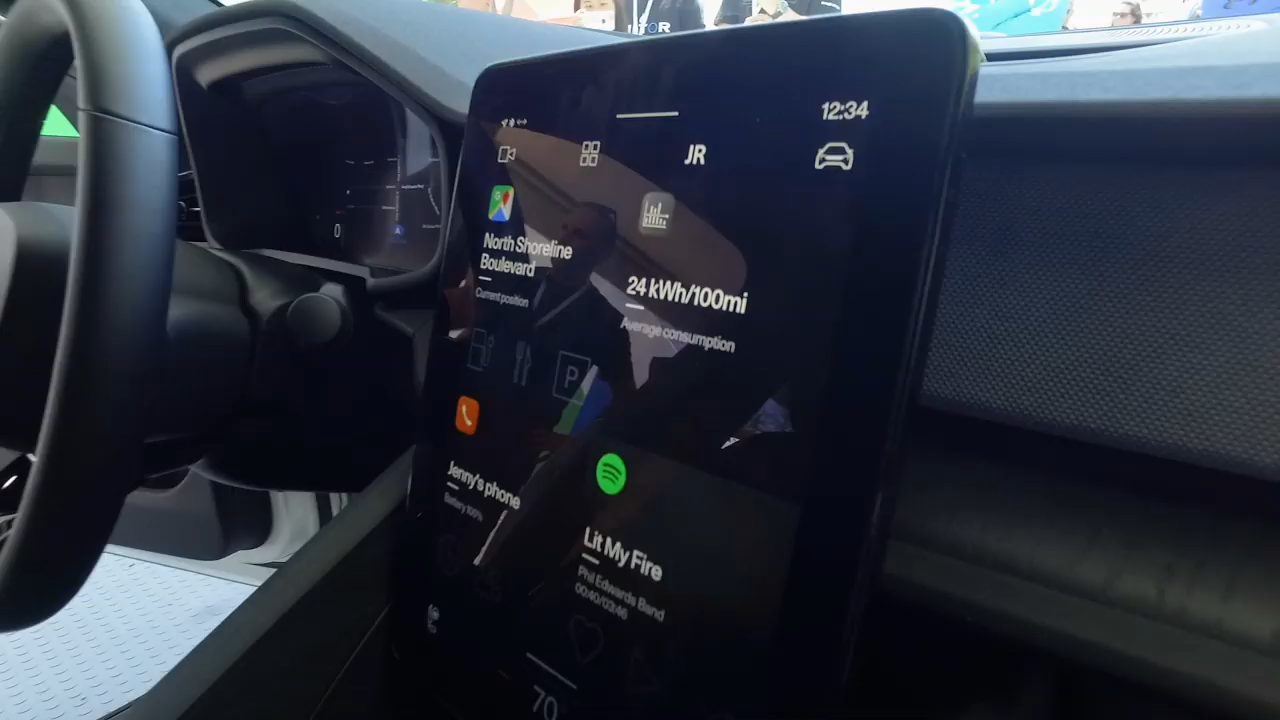 12:34
JR
North Shoreline
Boulevard
Current position
24 kWh/100mi
Average consumption
P
Jenny's phone
Battery 100%
Lit My Fire
Phil Edwards Band
00:40/03:46
70
0